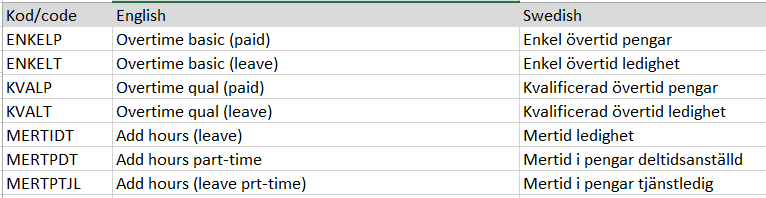 Kod/code English Swedish
ENKELP Overtime basic (paid) Enkel övertid pengar
ENKELT Overtime basic (leave) Enkel övertid ledighet
KVALP Overtime qual (paid) Kvalificerad övertid pengar
KVALT Overtime qual (leave) Kvalificerad övertid ledighet
MERTIDT Add hours (leave) Mertid ledighet
MERTPDT Add hours part-time Mertid i pengar deltidsanställd
MERTPTJL Add hours (leave prt-time) Mertid i pengar tjänstledig